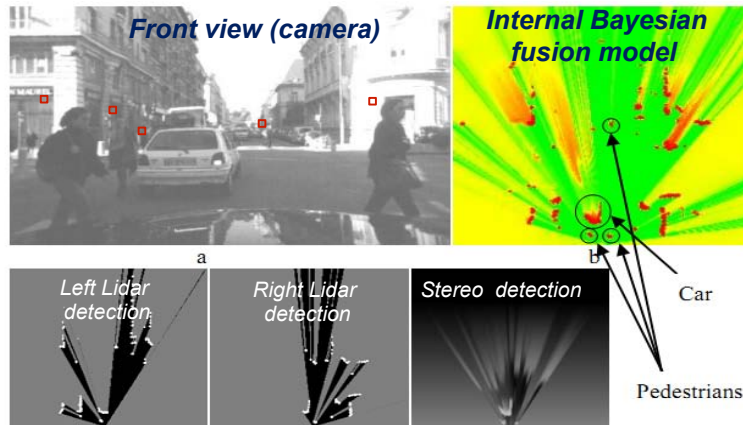 Front view (camera)
Internal Bayesian
fusion model
a
b
Left Lidar
detection
Right Lidar
detection
Stereo detection
Car
Pedestrians